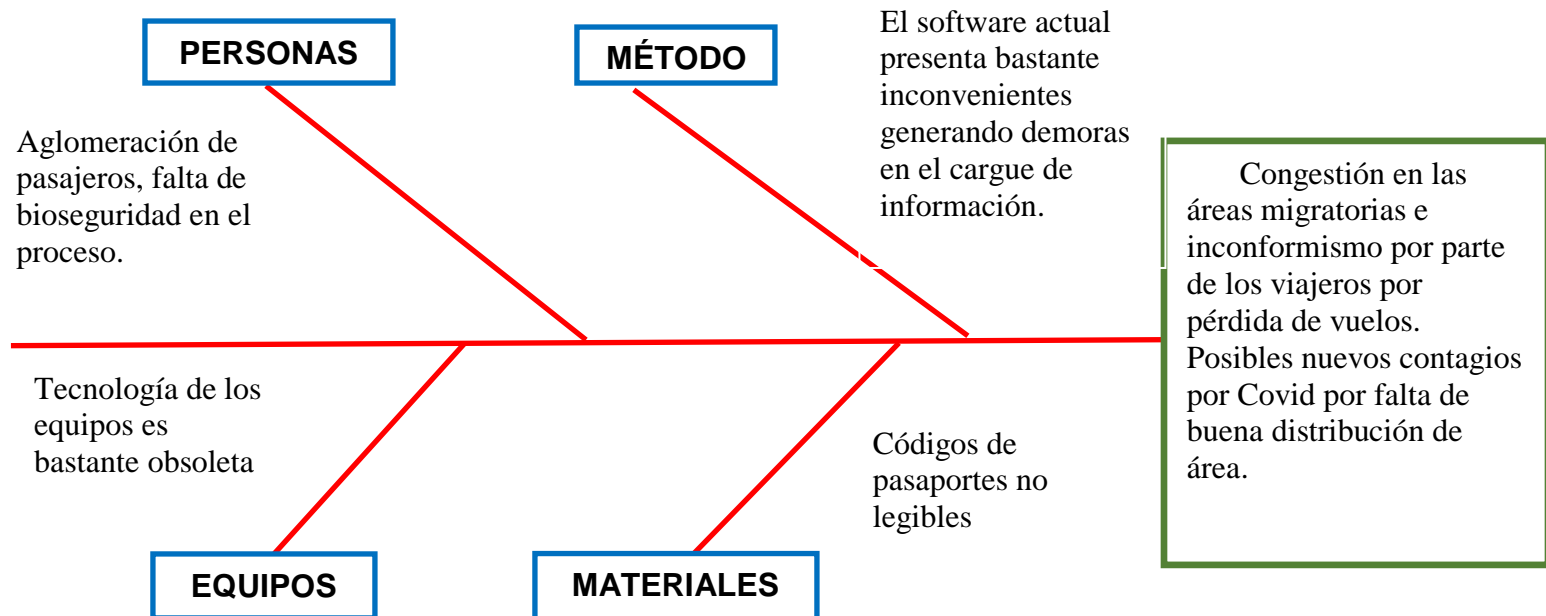 PERSONAS
MÉTODO
El software actual
presenta bastante
inconvenientes
generando demoras
en el cargue de
información.
Aglomeración de
pasajeros, falta de
bioseguridad en el
proceso.
Congestión en las
áreas migratorias e
inconformismo por parte
de los viajeros por
pérdida de vuelos.
Posibles nuevos contagios
por Covid por falta de
buena distribución de
área.
Tecnología de los
equipos es
bastante obsoleta
Códigos de
pasaportes no
legibles
EQUIPOS
MATERIALES